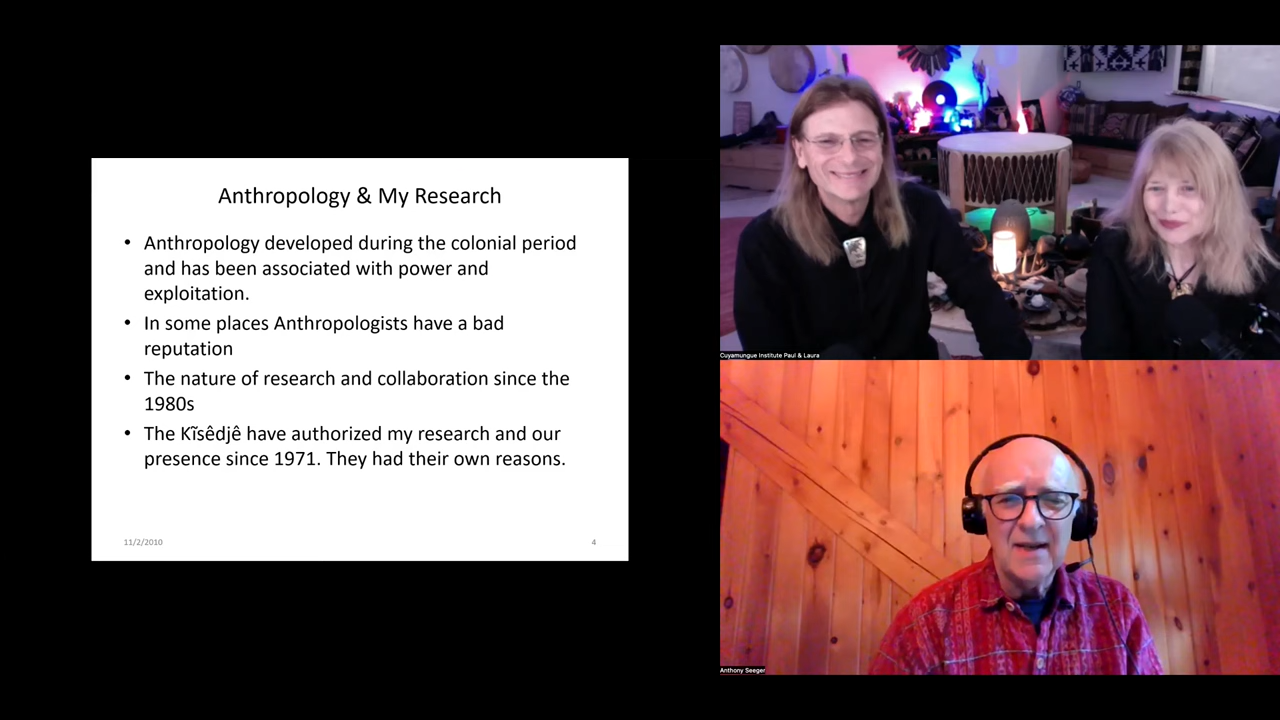 Anthropology & My Research
• Anthropology developed during the colonial period
and has been associated with power and
exploitation.
• In some places Anthropologists have a bad
reputation
• The nature of research and collaboration since the
1980s
• The Kĩsêdjê have authorized my research and our
presence since 1971. They had their own reasons.
11/2/2010
4
Cuyamungue Institute Paul & Laura
Anthony Seeger